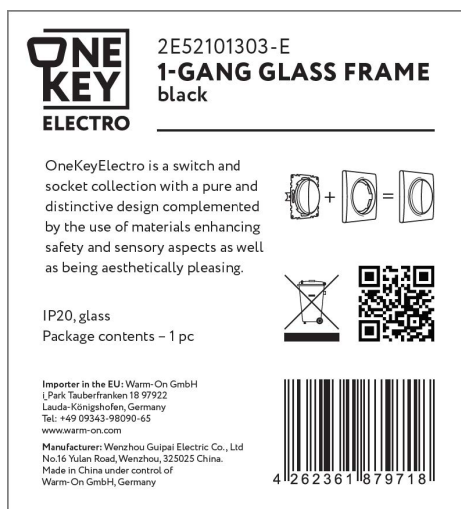 ONE
KEY
ELECTRO
2E52101303-E
1-GANG GLASS FRAME
black
OneKeyElectro is a switch and
socket collection with a pure and
distinctive design complemented
by the use of materials enhancing
safety and sensory aspects as well
as being aesthetically pleasing.
IP20, glass
Package contents – 1 pc
Importer in the EU: Warm-On GmbH
i_Park Tauberfranken 18 97922
Lauda-Königshofen, Germany
Tel: +49 09343-98090-65
www.warm-on.com
Manufacturer: Wenzhou Guipai Electric Co., Ltd
No.16 Yulan Road, Wenzhou, 325025 China.
Made in China under control of
Warm-On GmbH, Germany
4 262361 879718